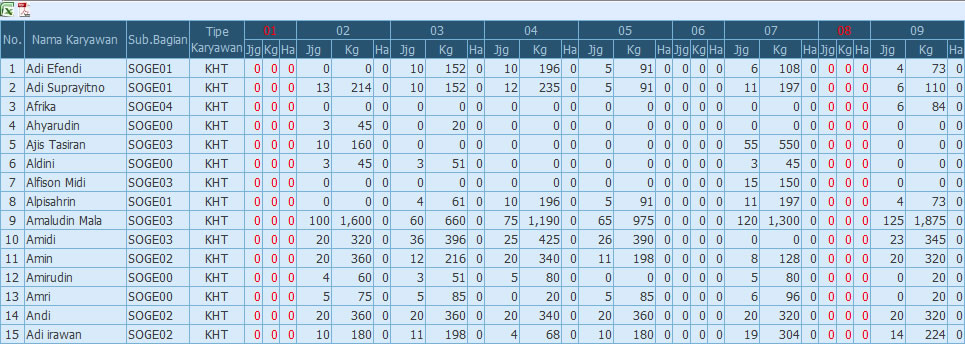 No. Nama Karyawan Sub.Bagian Tipe Karyawan 01 02 03 04 05 06 07 08 09
Jjg Kg Ha Jjg Kg Ha Jjg Kg Ha Jjg Kg Ha Jjg Kg Ha Jjg Kg Ha Jjg Kg Ha Jjg Kg Ha Jjg Kg Ha
1 Adi Efendi SOGE01 KHT 0 0 0 0 0 0 10 152 0 10 196 0 5 91 0 0 0 0 6 108 0 0 0 0 4 73 0
2 Adi Suprayitno SOGE01 KHT 0 0 0 13 214 0 10 152 0 12 235 0 5 91 0 0 0 0 11 197 0 0 0 0 6 110 0
3 Afrika SOGE04 KHT 0 0 0 0 0 0 0 0 0 0 0 0 0 0 0 0 0 0 0 0 0 0 0 0 6 84 0
4 Ahyarudin SOGE00 KHT 0 0 0 3 45 0 0 20 0 0 0 0 0 0 0 0 0 0 0 0 0 0 0 0 0 0 0
5 Ajis Tasiran SOGE03 KHT 0 0 0 10 160 0 0 0 0 0 0 0 0 0 0 0 0 0 55 550 0 0 0 0 0 0 0
6 Aldini SOGE00 KHT 0 0 0 3 45 0 3 51 0 0 0 0 0 0 0 0 0 0 3 45 0 0 0 0 0 0 0
7 Alfison Midi SOGE03 KHT 0 0 0 0 0 0 0 0 0 0 0 0 0 0 0 0 0 0 15 150 0 0 0 0 0 0 0
8 Alpisahrin SOGE01 KHT 0 0 0 0 0 0 4 61 0 10 196 0 5 91 0 0 0 0 11 197 0 0 0 0 4 73 0
9 Amaludin Mala SOGE03 KHT 0 0 0 100 1,600 0 60 660 0 75 1,190 0 65 975 0 0 0 0 120 1,300 0 0 0 0 125 1,875 0
10 Amidi SOGE03 KHT 0 0 0 20 320 0 36 396 0 25 425 0 26 390 0 0 0 0 0 0 0 0 0 0 23 345 0
11 Amin SOGE02 KHT 0 0 0 20 360 0 12 216 0 20 340 0 11 198 0 0 0 0 8 128 0 0 0 0 20 320 0
12 Amirudin SOGE00 KHT 0 0 0 4 60 0 3 51 0 5 80 0 0 0 0 0 0 0 5 80 0 0 0 0 0 20 0
13 Amri SOGE00 KHT 0 0 0 5 75 0 5 85 0 0 20 0 5 85 0 0 0 0 6 96 0 0 0 0 0 20 0
14 Andi SOGE02 KHT 0 0 0 20 360 0 20 360 0 20 340 0 20 360 0 0 0 0 20 320 0 0 0 0 20 320 0
15 Adi irawan SOGE02 KHT 0 0 0 10 180 0 11 198 0 4 68 0 10 180 0 0 0 0 19 304 0 0 0 0 14 224 0